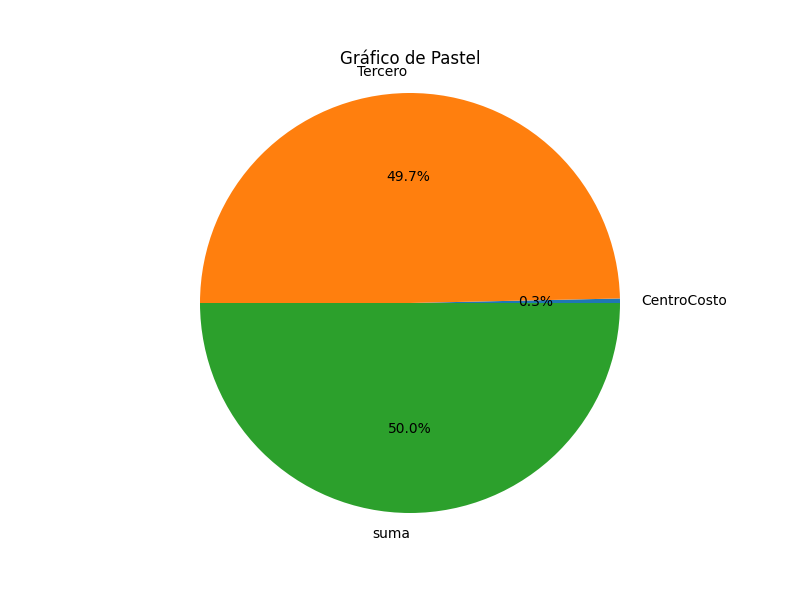 Gráfico de Pastel
Tercero
49.7%
0.3%
CentroCosto
50.0%
suma